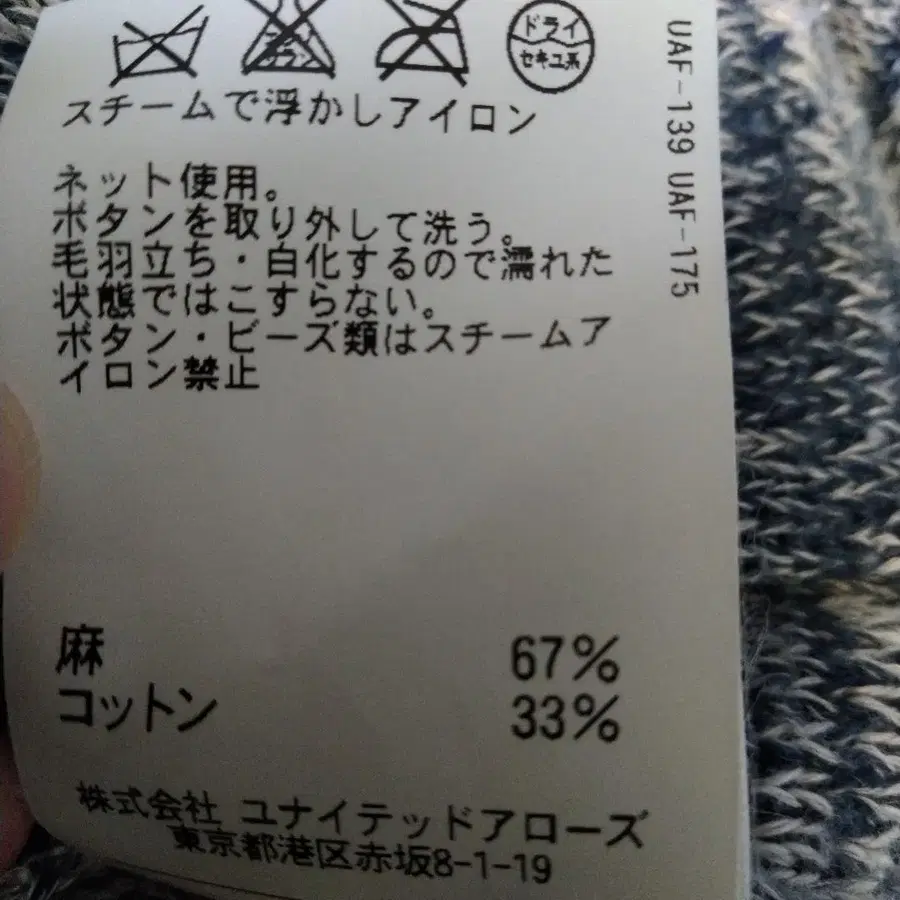 ドライ
セキユ系
スチームで浮かしアイロン
ネット使用。
ボタンを取り外して洗う。
毛羽立ち・白化するので濡れた
状態ではこすらない。
ボタン・ビーズ類はスチームア
イロン禁止
麻 67%
コットン 33%
株式会社 ユナイテッドアローズ
東京都港区赤坂8-1-19
UAF-139 UAF-175